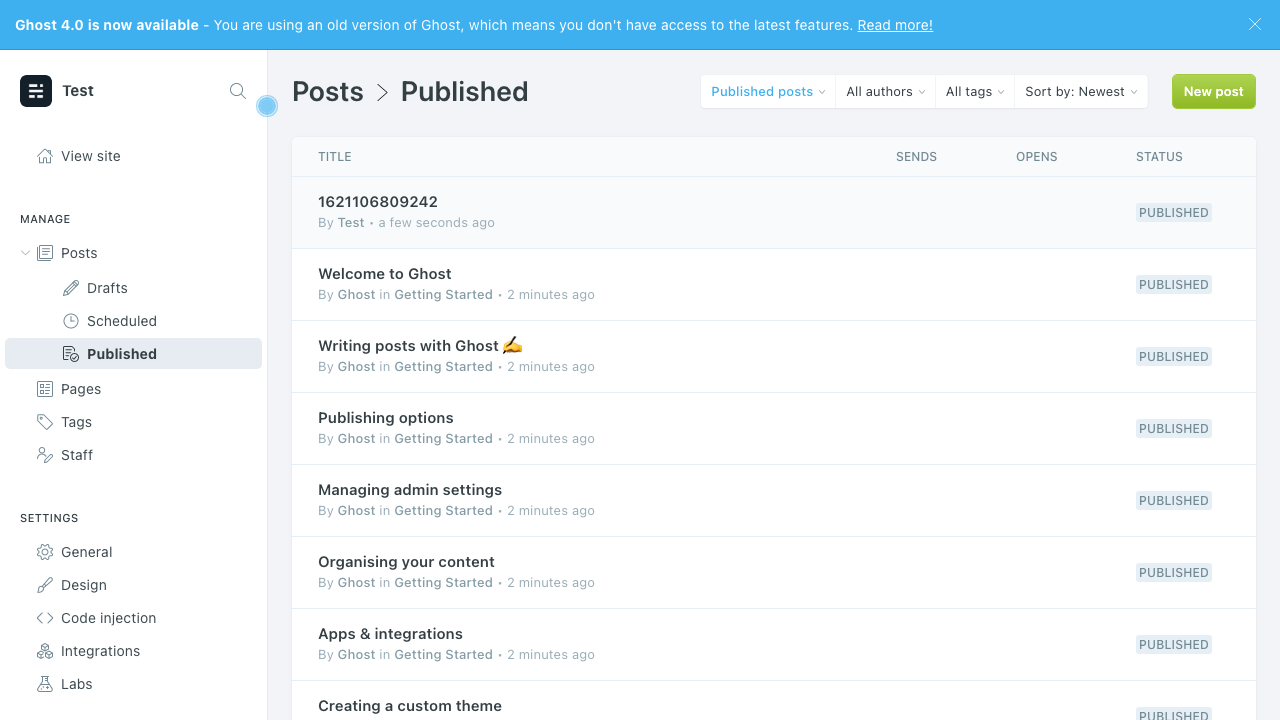 Ghost 4.0 is now available - You are using an old version of Ghost, which means you don't have access to the latest features. Read more!
Test
View site
MANAGE
Posts
Drafts
Scheduled
Published
Pages
Tags
Staff
SETTINGS
General
Design
Code injection
Integrations
Labs
Posts > Published
Published posts
All authors
All tags
Sort by: Newest
New post
TITLE SENDS OPENS STATUS
1621106809242
By Test • a few seconds ago
PUBLISHED
Welcome to Ghost
By Ghost in Getting Started • 2 minutes ago
PUBLISHED
Writing posts with Ghost ✍️
By Ghost in Getting Started • 2 minutes ago
PUBLISHED
Publishing options
By Ghost in Getting Started • 2 minutes ago
PUBLISHED
Managing admin settings
By Ghost in Getting Started • 2 minutes ago
PUBLISHED
Organising your content
By Ghost in Getting Started • 2 minutes ago
PUBLISHED
Apps & integrations
By Ghost in Getting Started • 2 minutes ago
PUBLISHED
Creating a custom theme
PUBLISHED